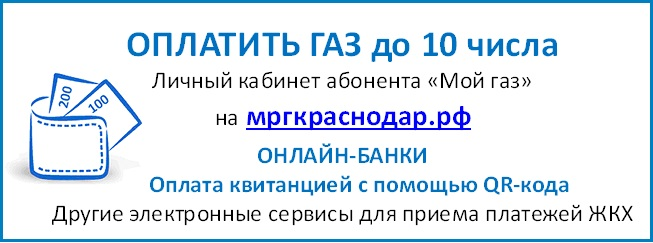 ОПЛАТИТЬ ГАЗ до 10 числа
Личный кабинет абонента «Мой газ»
на мргкраснодар.рф
200
100
ОНЛАЙН-БАНКИ
Оплата квитанцией с помощью QR-кода
Другие электронные сервисы для приема платежей ЖКХ